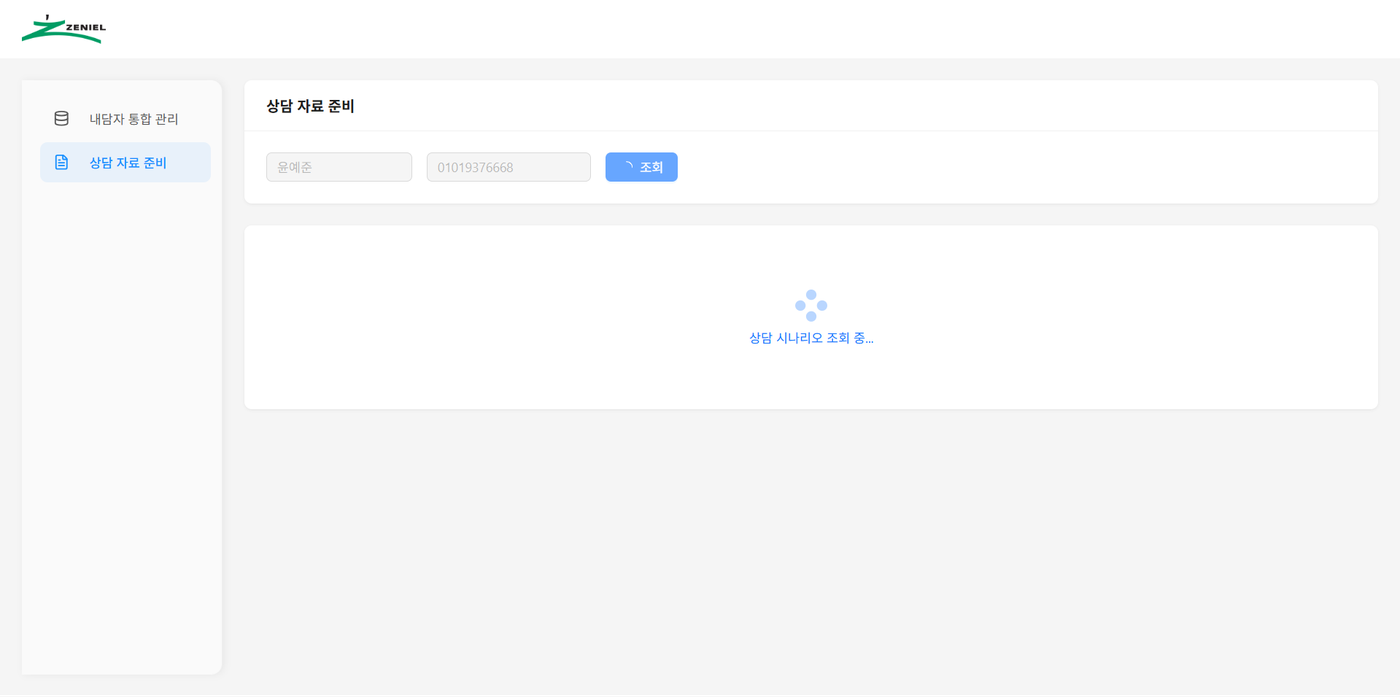 ZENIEL
내담자 통합 관리
상담 자료 준비
상담 자료 준비
윤예준
01019376668
조회
상담 시나리오 조회 중...